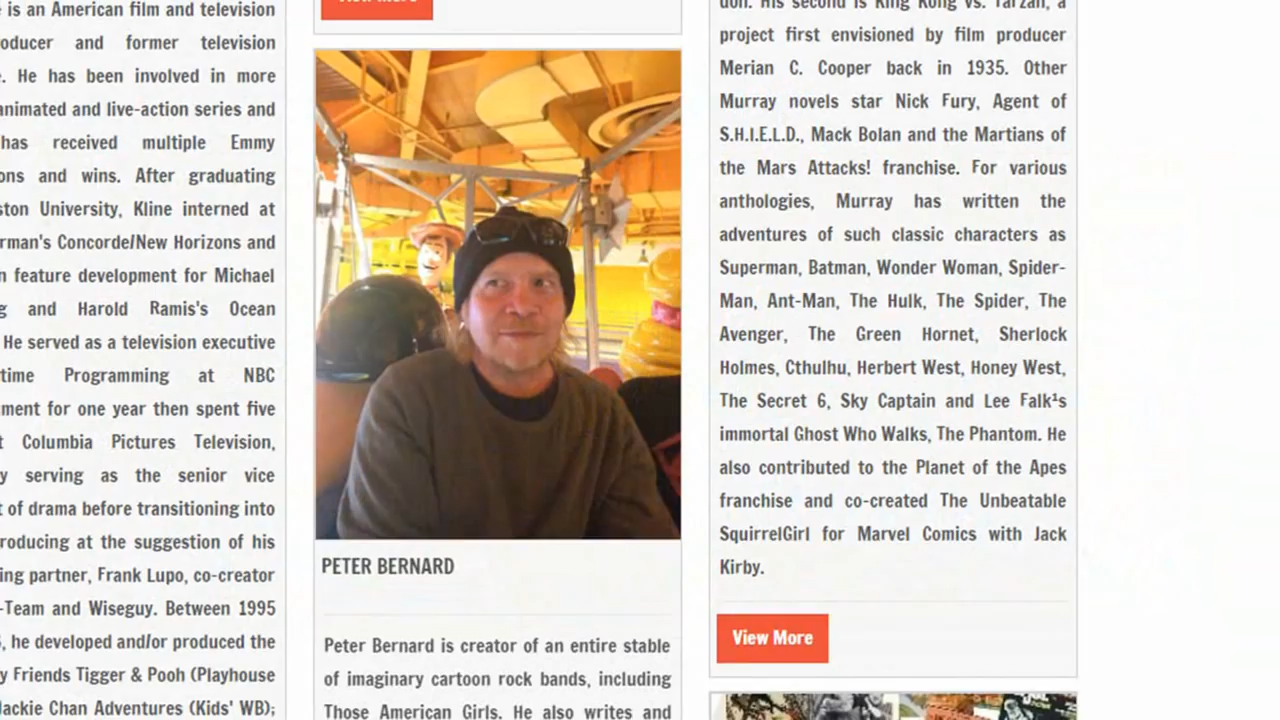 is an American film and television
oducer and former television
. He has been involved in more
animated and live-action series and
has received multiple Emmy
ons and wins. After graduating
ston University, Kline interned at
rman's Concorde/New Horizons and
n feature development for Michael
g and Harold Ramis's Ocean
He served as a television executive
time Programming at NBC
ment for one year then spent five
t Columbia Pictures Television,
y serving as the senior vice
t of drama before transitioning into
roducing at the suggestion of his
ing partner, Frank Lupo, co-creator
-Team and Wiseguy. Between 1995
, he developed and/or produced the
y Friends Tigger & Pooh (Playhouse
Jackie Chan Adventures (Kids' WB);
View More
PETER BERNARD
Peter Bernard is creator of an entire stable
of imaginary cartoon rock bands, including
Those American Girls. He also writes and
don. His second is King Kong vs. Tarzan, a
project first envisioned by film producer
Merian C. Cooper back in 1935. Other
Murray novels star Nick Fury, Agent of
S.H.I.E.L.D., Mack Bolan and the Martians of
the Mars Attacks! franchise. For various
anthologies, Murray has written the
adventures of such classic characters as
Superman, Batman, Wonder Woman, Spider-
Man, Ant-Man, The Hulk, The Spider, The
Avenger, The Green Hornet, Sherlock
Holmes, Cthulhu, Herbert West, Honey West,
The Secret 6, Sky Captain and Lee Falk¹s
immortal Ghost Who Walks, The Phantom. He
also contributed to the Planet of the Apes
franchise and co-created The Unbeatable
SquirrelGirl for Marvel Comics with Jack
Kirby.
View More